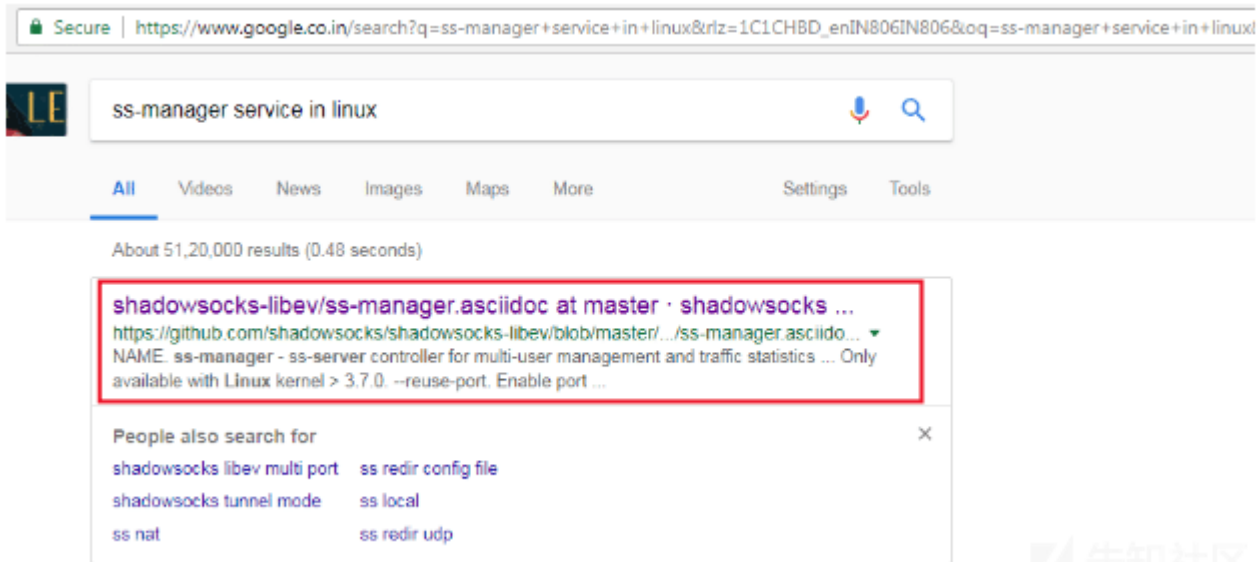 Secure | https://www.google.co.in/search?q=ss-manager+service+in+linux&rlz=1C1CHBD_enIN806IN806&oq=ss-manager+service+in+linux
LE
ss-manager service in linux
All Videos News Images Maps More Settings Tools
About 51,20,000 results (0.48 seconds)
shadowsocks-libev/ss-manager.asciidoc at master · shadowsocks ...
https://github.com/shadowsocks/shadowsocks-libev/blob/master/.../ss-manager.asciido...
NAME. ss-manager - ss-server controller for multi-user management and traffic statistics ... Only
available with Linux kernel > 3.7.0. --reuse-port. Enable port ...
People also search for
shadowsocks libev multi port ss redir config file
shadowsocks tunnel mode ss local
ss nat ss redir udp